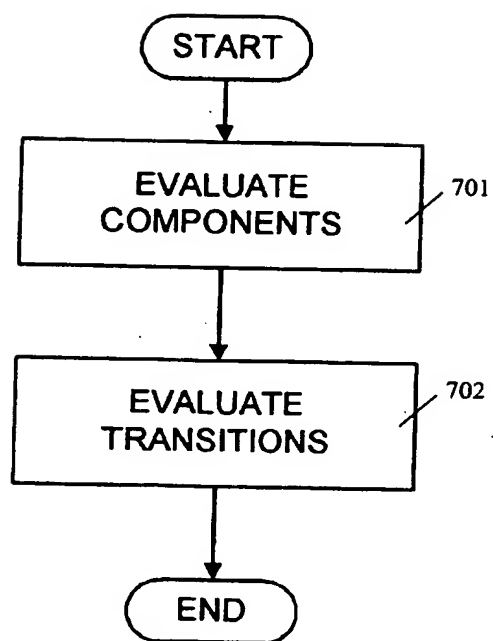 START
EVALUATE
COMPONENTS
701
EVALUATE
TRANSITIONS
702
END